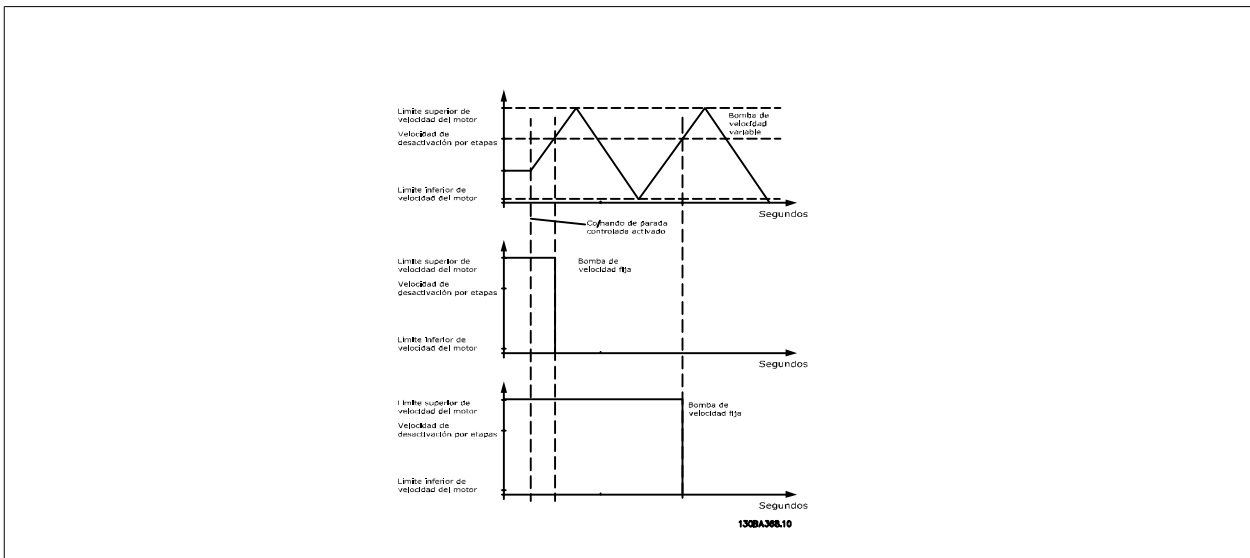 Límite superior de
velocidad del motor
Bomba de
velocidad
variable
Velocidad de
desactivación por etapas
Límite inferior de
velocidad del motor
Segundos
Comando de parada
controlada activado
Límite superior de
velocidad del motor
Bomba de
velocidad fija
Velocidad de
desactivación por etapas
Límite inferior de
velocidad del motor
Segundos
Límite superior de
velocidad del motor
Bomba de
velocidad fija
Velocidad de
desactivación por etapas
Límite inferior de
velocidad del motor
Segundos
130BA368.10